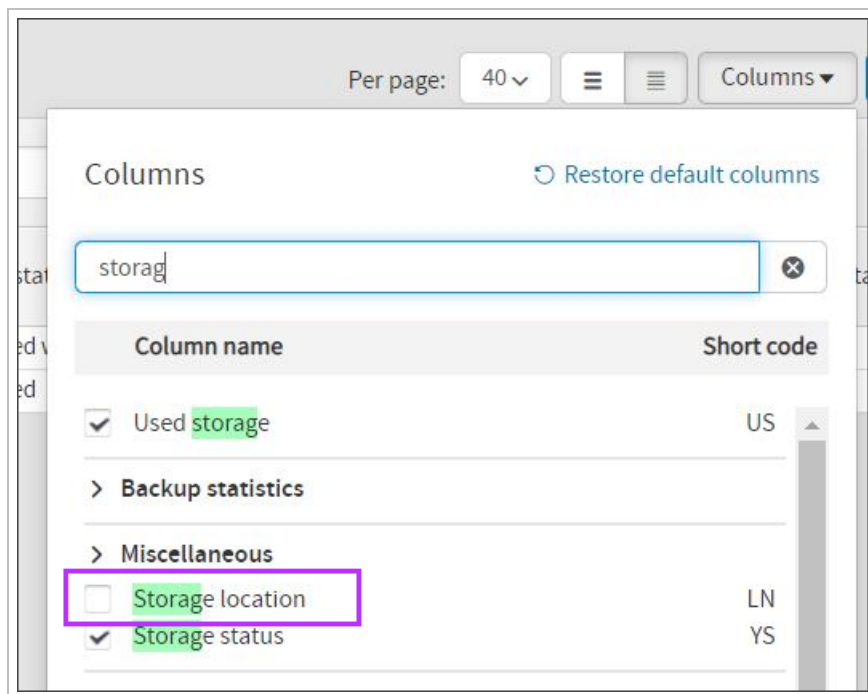 Per page: 40 Columns
Columns Restore default columns
storag
Column name Short code
Used storage US
Backup statistics
Miscellaneous
Storage location LN
Storage status YS